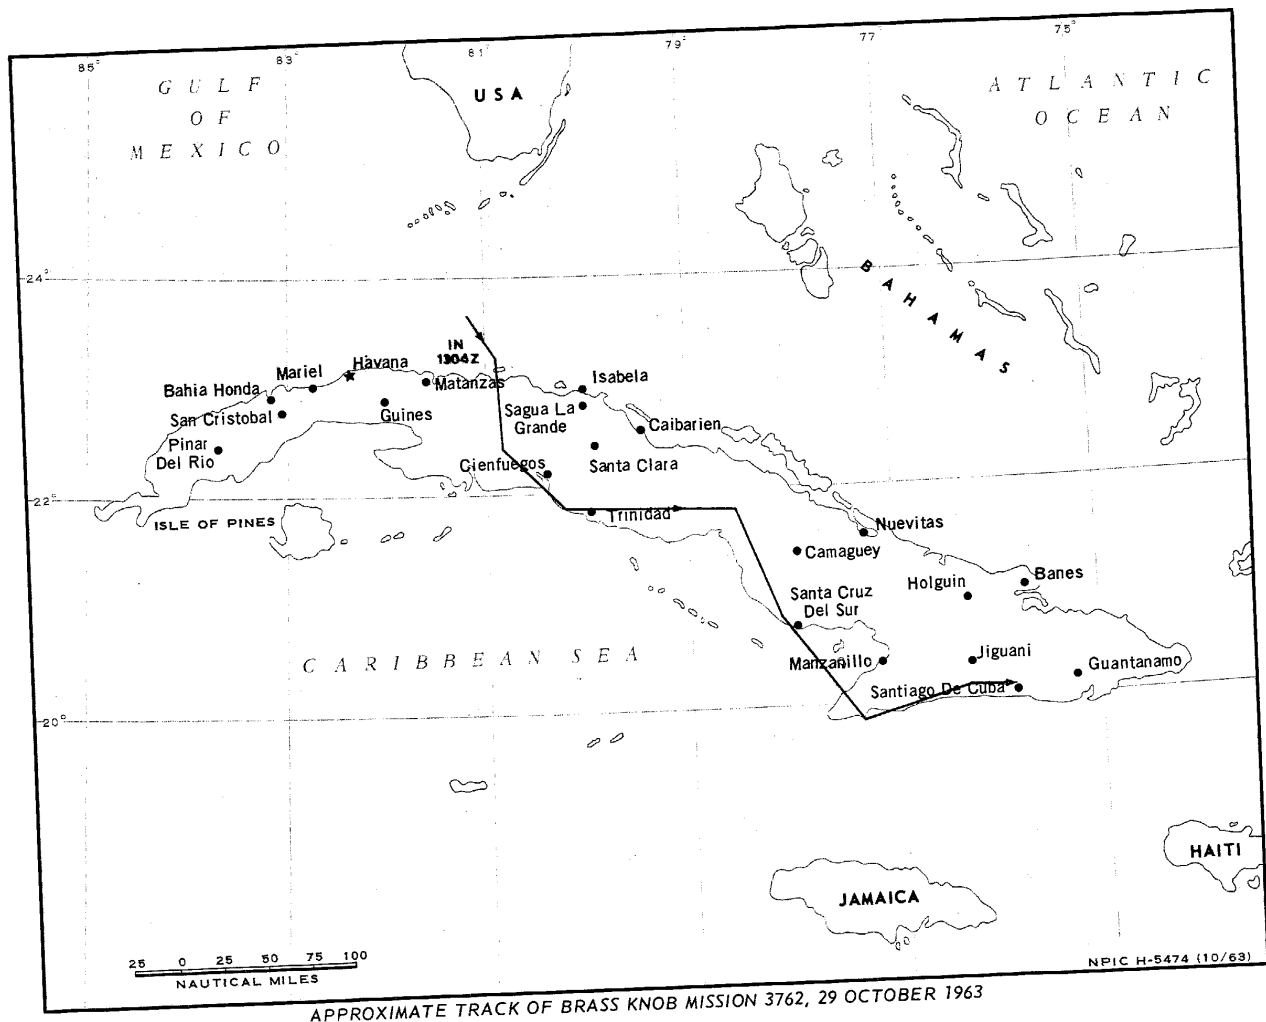 85°
83°
81°
79°
77°
75°
GULF
OF
MEXICO
USA
ATLANTIC
OCEAN
24°
BAHAMAS
IN
1304Z
Havana
Mariel
Matanzas
Isabela
Bahia Honda
San Cristobal
Guines
Sagua La
Grande
Caibarien
Pinar
Del Rio
Cienfuegos
Santa Clara
22°
ISLE OF PINES
Trinidad
Nuevitas
Camaguey
Holguin
Banes
Santa Cruz
Del Sur
CARIBBEAN SEA
Manzanillo
Jiguani
Guantanamo
Santiago De Cuba
20°
HAITI
JAMAICA
25 0 25 50 75 100
NAUTICAL MILES
NPIC H-5474 (10/63)
APPROXIMATE TRACK OF BRASS KNOB MISSION 3762, 29 OCTOBER 1963